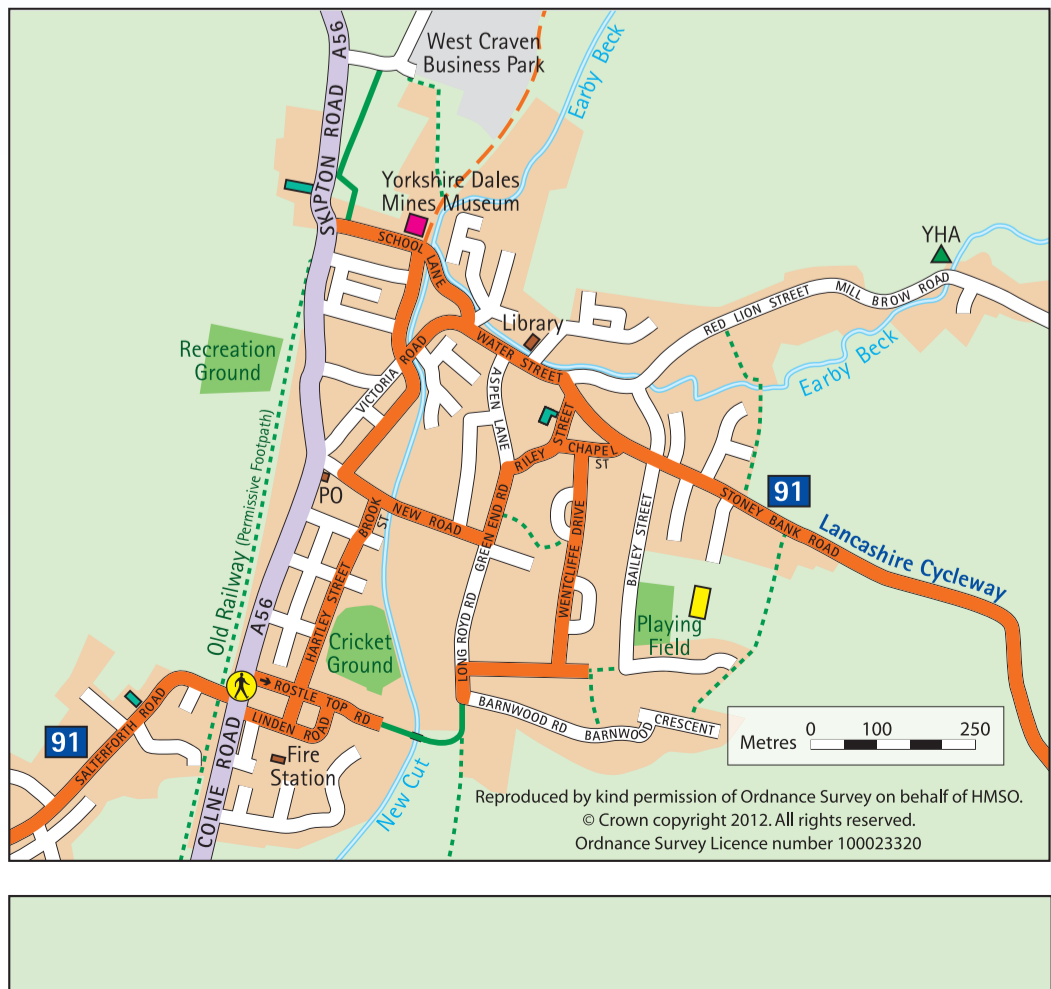 A56
SKIPTON ROAD
West Craven
Business Park
Earby Beck
Yorkshire Dales
Mines Museum
SCHOOL LANE
YHA
RED LION STREET
MILL BROW ROAD
Library
Recreation
Ground
VICTORIA ROAD
WATER STREET
Earby Beck
ASPEN LANE
RILEY STREET
CHAPEL
ST
PO
91
STONEY BANK ROAD
Lancashire Cycleway
NEW ROAD
BROOK
ST
GREEN END RD
WENTCLIFFE DRIVE
BAILEY STREET
Old Railway (Permissive Footpath)
A56
HARTLEY STREET
Cricket
Ground
LONG ROYD RD
Playing
Field
ROSTLE TOP RD
LINDEN ROAD
BARNWOOD RD
BARNWOOD CRESCENT
91
SALTERFORTH ROAD
COLNE ROAD
Fire
Station
New Cut
Metres 0 100 250
Reproduced by kind permission of Ordnance Survey on behalf of HMSO.
© Crown copyright 2012. All rights reserved.
Ordnance Survey Licence number 100023320